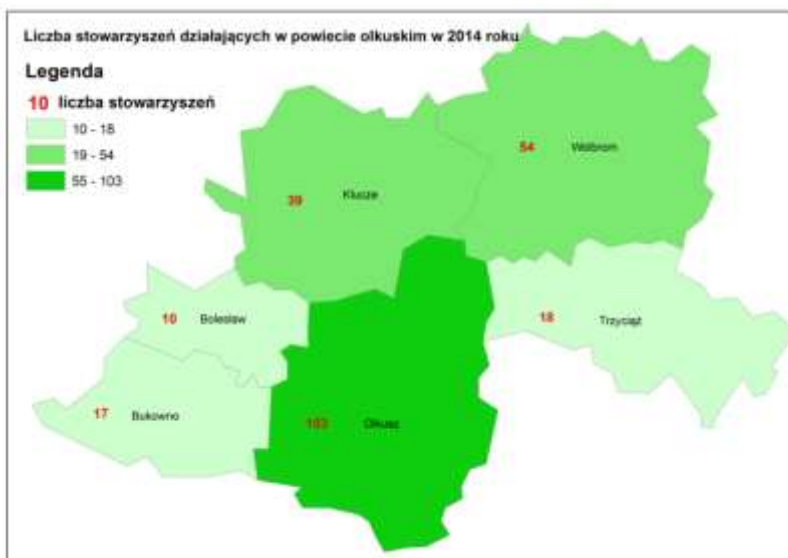 Liczba stowarzyszeń działających w powiecie olkuskim w 2014 roku
Legenda
10 liczba stowarzyszeń
10 - 18
19 - 54
55 - 103
54 Wolbrom
39 Klucze
10 Bolesław
18 Trzyciąż
17 Bukowno
103 Olkusz